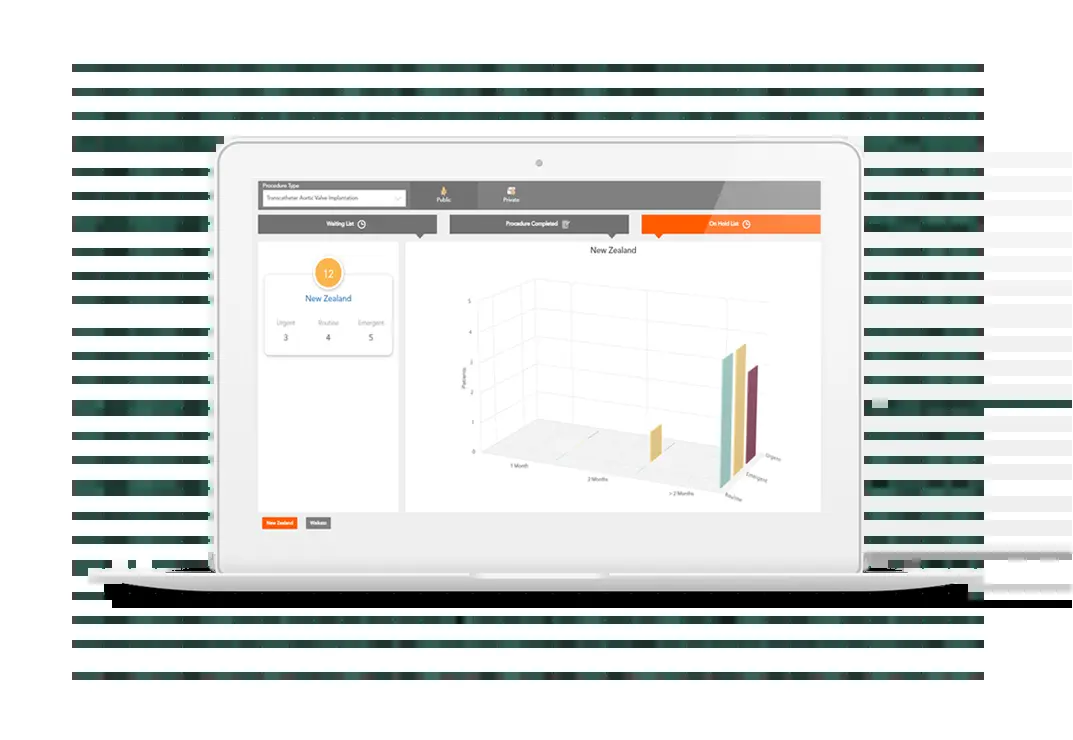 Procedure Type
Transcatheter Aortic Valve Implantation
Public
Private
Waiting List
Procedure Completed
On Hold List
12
New Zealand
Urgent Routine Emergent
3 4 5
New Zealand
5
4
3
2
1
0
Patients
1 Month
2 Months
> 2 Months
Routine
Emergent
Urgent
New Zealand
Waikato